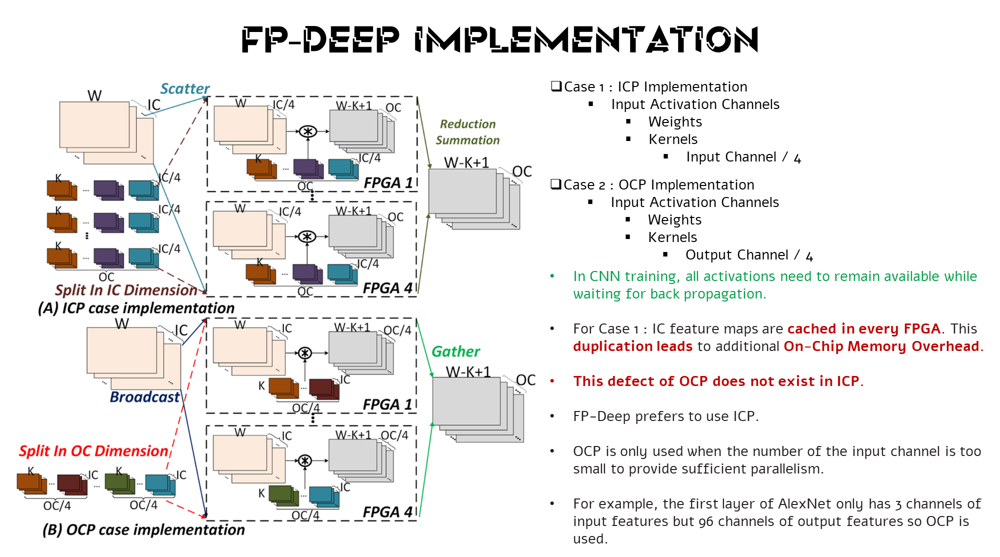 FP-DEEP IMPLEMENTATION
Scatter
W
IC
K
IC/4
...
K
IC/4
...
K
IC/4
...
OC
Split In IC Dimension
(A) ICP case implementation
W
IC/4
W-K+1
OC
K
...
IC/4
OC
FPGA 1
W
IC/4
W-K+1
OC
K
...
IC/4
OC
FPGA 4
Reduction
Summation
W-K+1
OC
W
IC
Broadcast
Split In OC Dimension
K
...
IC
...
K
...
IC
OC/4
OC/4
(B) OCP case implementation
W
IC
W-K+1
OC/4
K
...
IC
OC/4
FPGA 1
W
IC
W-K+1
OC/4
K
...
IC
OC/4
FPGA 4
Gather
W-K+1
OC
❑Case 1 : ICP Implementation
▪ Input Activation Channels
▪ Weights
▪ Kernels
▪ Input Channel / 4
❑Case 2 : OCP Implementation
▪ Input Activation Channels
▪ Weights
▪ Kernels
▪ Output Channel / 4
• In CNN training, all activations need to remain available while
waiting for back propagation.
• For Case 1 : IC feature maps are cached in every FPGA. This
duplication leads to additional On-Chip Memory Overhead.
• This defect of OCP does not exist in ICP.
• FP-Deep prefers to use ICP.
• OCP is only used when the number of the input channel is too
small to provide sufficient parallelism.
• For example, the first layer of AlexNet only has 3 channels of
input features but 96 channels of output features so OCP is
used.